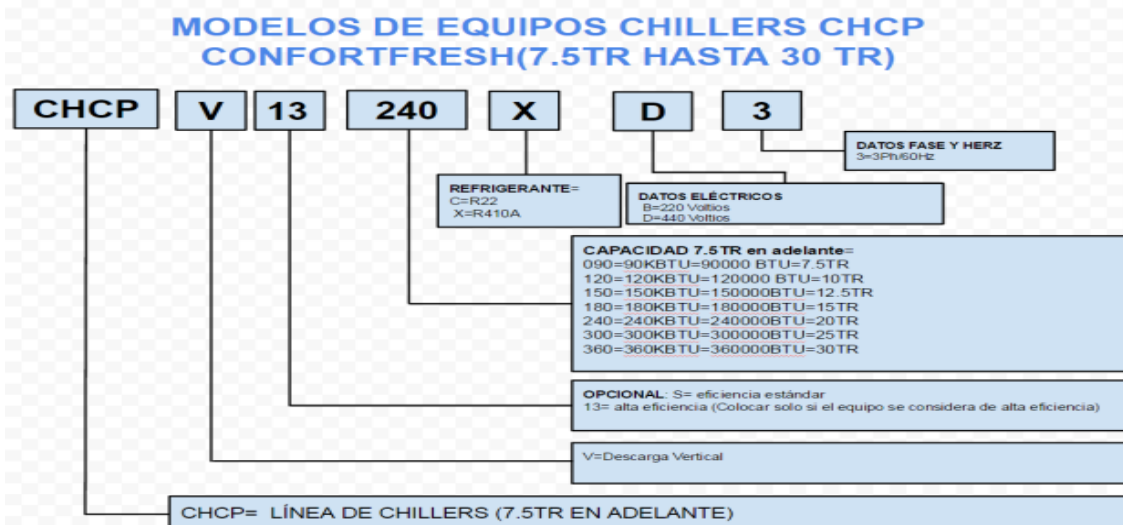 MODELOS DE EQUIPOS CHILLERS CHCP
CONFORTFRESH(7.5TR HASTA 30 TR)
CHCP V 13 240 X D 3
DATOS FASE Y HERZ
3=3Ph/60Hz
REFRIGERANTE=
C=R22
X=R410A
DATOS ELÉCTRICOS
B=220 Voltios
D=440 Voltios
CAPACIDAD 7.5TR en adelante=
090=90KBTU=90000 BTU=7.5TR
120=120KBTU=120000 BTU=10TR
150=150KBTU=150000BTU=12.5TR
180=180KBTU=180000BTU=15TR
240=240KBTU=240000BTU=20TR
300=300KBTU=300000BTU=25TR
360=360KBTU=360000BTU=30TR
OPCIONAL: S= eficiencia estándar
13= alta eficiencia (Colocar solo si el equipo se considera de alta eficiencia)
V=Descarga Vertical
CHCP= LÍNEA DE CHILLERS (7.5TR EN ADELANTE)